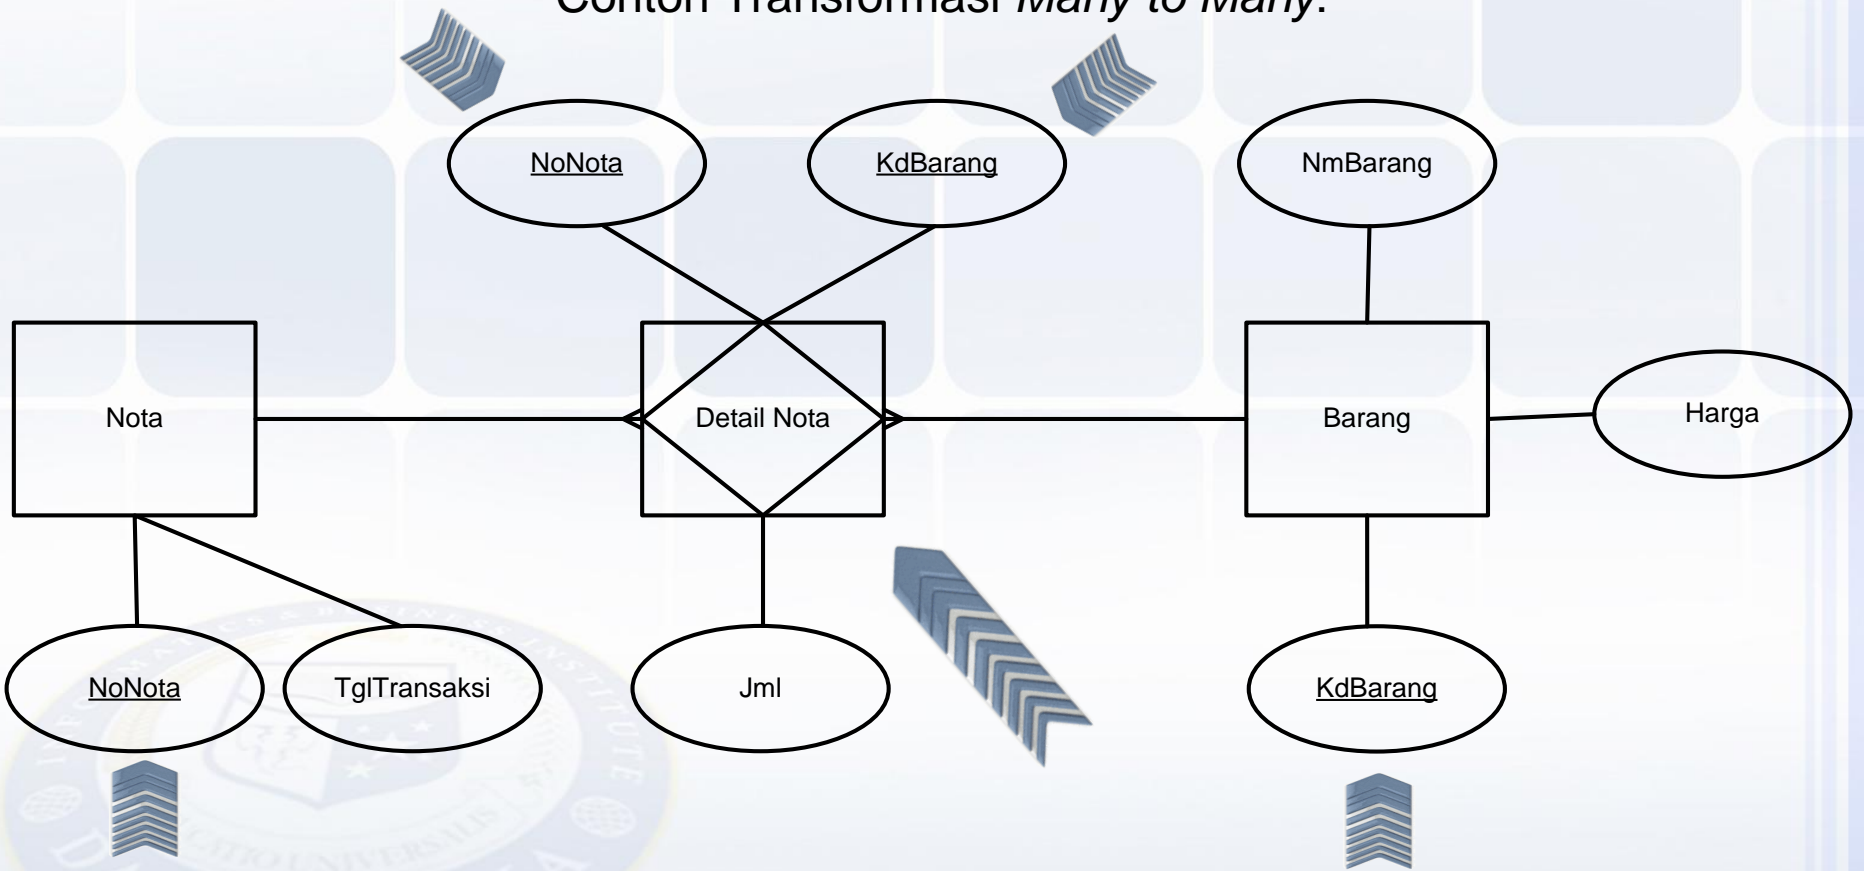 Contoh Transformasi Many to Many:
NoNota
KdBarang
NmBarang
Nota
Detail Nota
Barang
Harga
NoNota
TglTransaksi
Jml
KdBarang